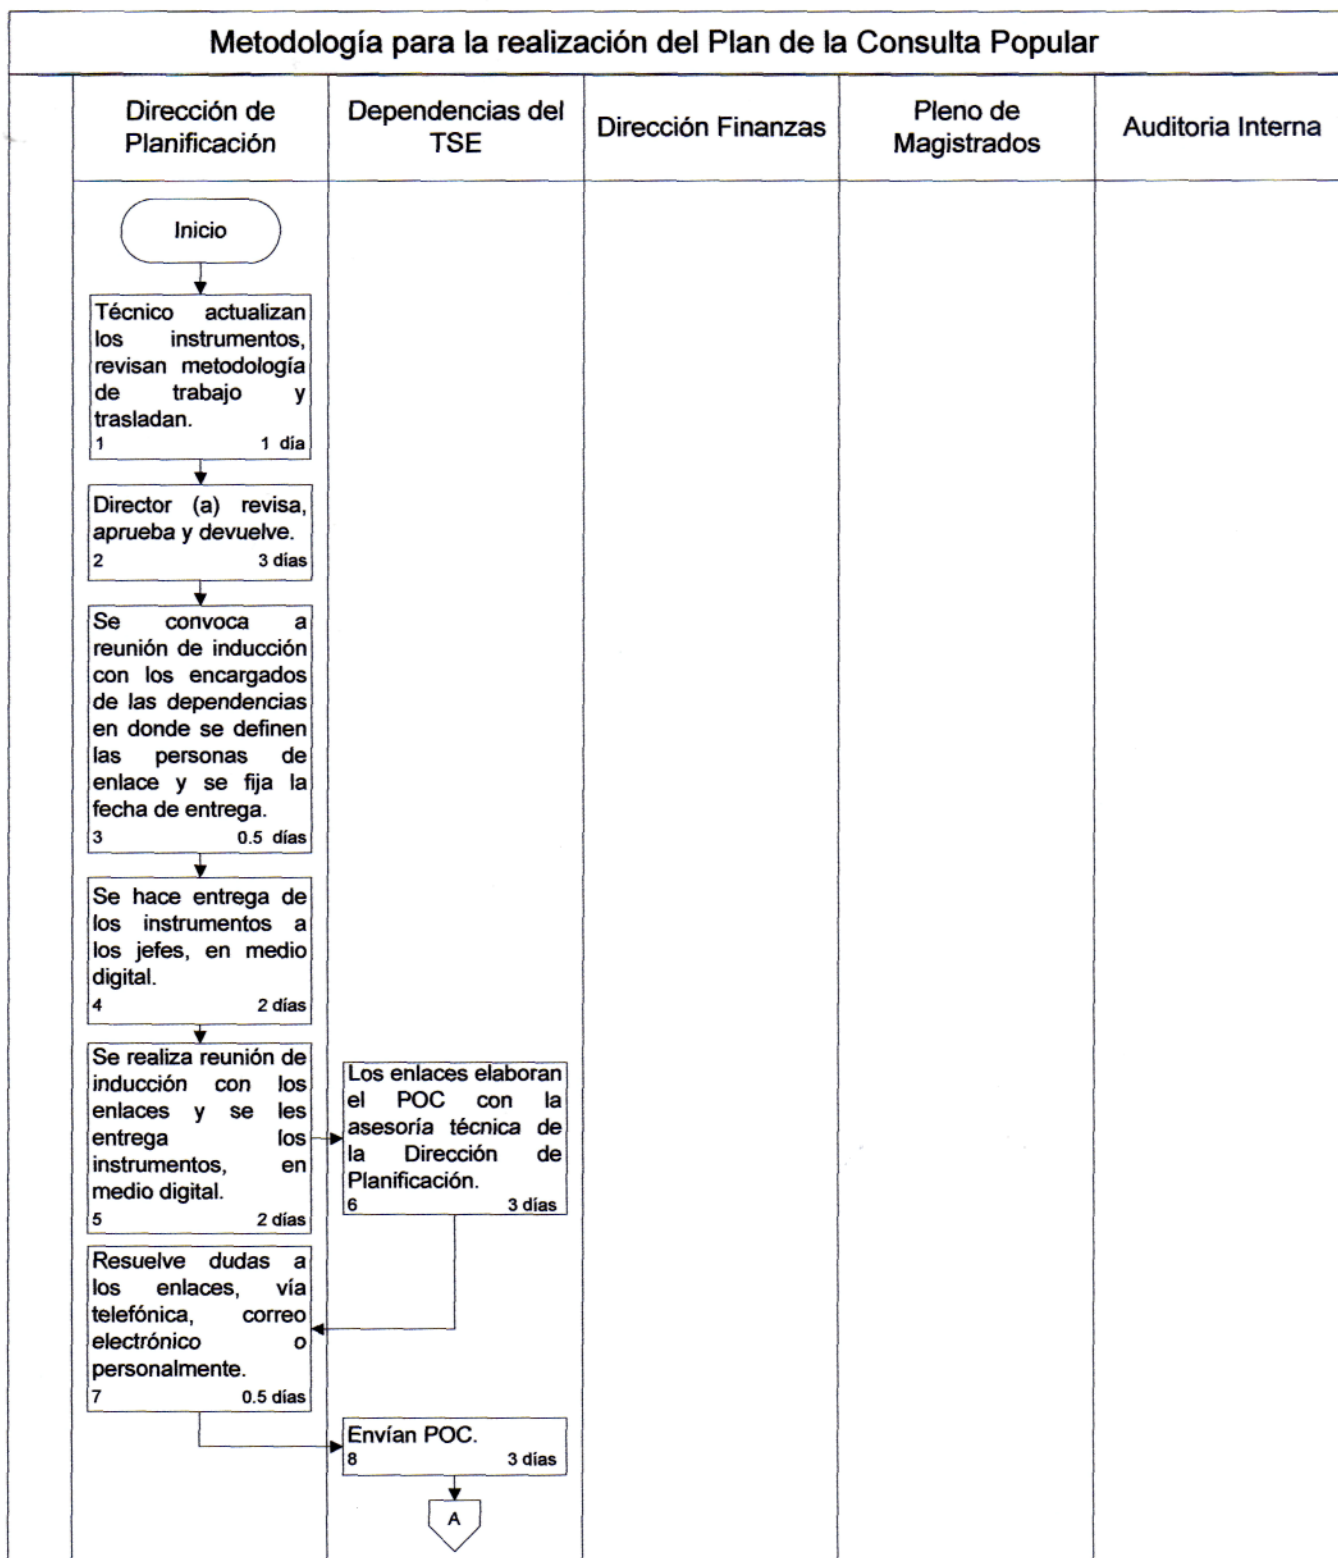 Metodología para la realización del Plan de la Consulta Popular
Dirección de
Planificación
Dependencias del
TSE
Dirección Finanzas
Pleno de
Magistrados
Auditoria Interna
Inicio
Técnico actualizan
los instrumentos,
revisan metodología
de trabajo y
trasladan.
1 1 día
Director (a) revisa,
aprueba y devuelve.
2 3 días
Se convoca a
reunión de inducción
con los encargados
de las dependencias
en donde se definen
las personas de
enlace y se fija la
fecha de entrega.
3 0.5 días
Se hace entrega de
los instrumentos a
los jefes, en medio
digital.
4 2 días
Se realiza reunión de
inducción con los
enlaces y se les
entrega los
instrumentos, en
medio digital.
5 2 días
Los enlaces elaboran
el POC con la
asesoría técnica de
la Dirección de
Planificación.
6 3 días
Resuelve dudas a
los enlaces, vía
telefónica, correo
electrónico o
personalmente.
7 0.5 días
Envían POC.
8 3 días
A